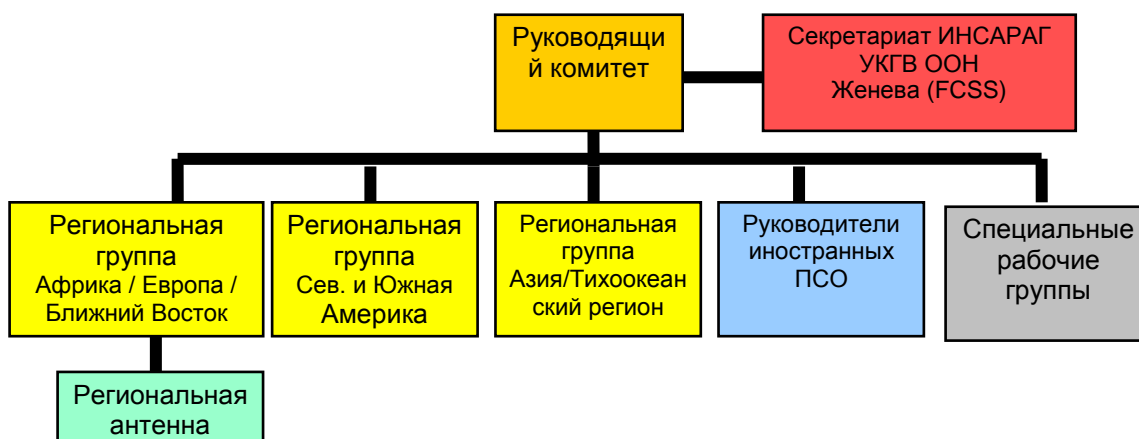 Руководящи
й комитет
Секретариат ИНСАРАГ
УКГВ ООН
Женева (FCSS)
Региональная
группа
Африка / Европа /
Ближний Восток
Региональная
группа
Сев. и Южная
Америка
Региональная
группа
Азия/Тихоокеан
ский регион
Руководители
иностранных
ПСО
Специальные
рабочие
группы
Региональная
антенна